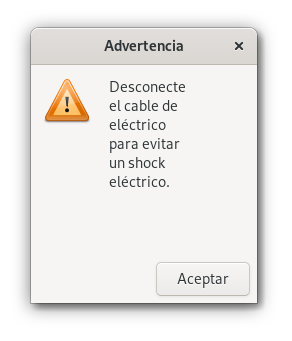 Advertencia
Desconecte
el cable de
eléctrico
para evitar
un shock
eléctrico.
Aceptar